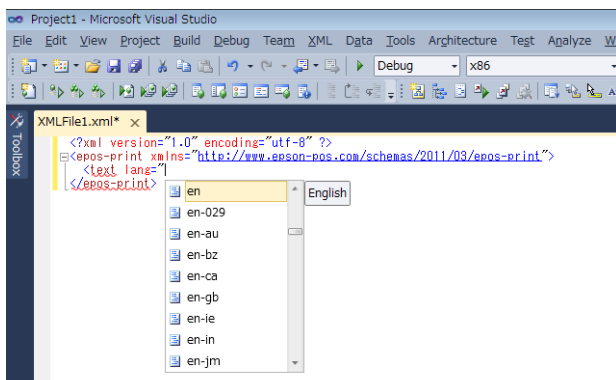 Project1 - Microsoft Visual Studio
File Edit View Project Build Debug Team XML Data Tools Architecture Test Analyze W
Debug x86
XMLFile1.xml* ×
Toolbox
<?xml version="1.0" encoding="utf-8" ?>
<epos-print xmlns="http://www.epson-pos.com/schemas/2011/03/epos-print">
<text lang="
</epos-print>
en English
en-029
en-au
en-bz
en-ca
en-gb
en-ie
en-in
en-jm